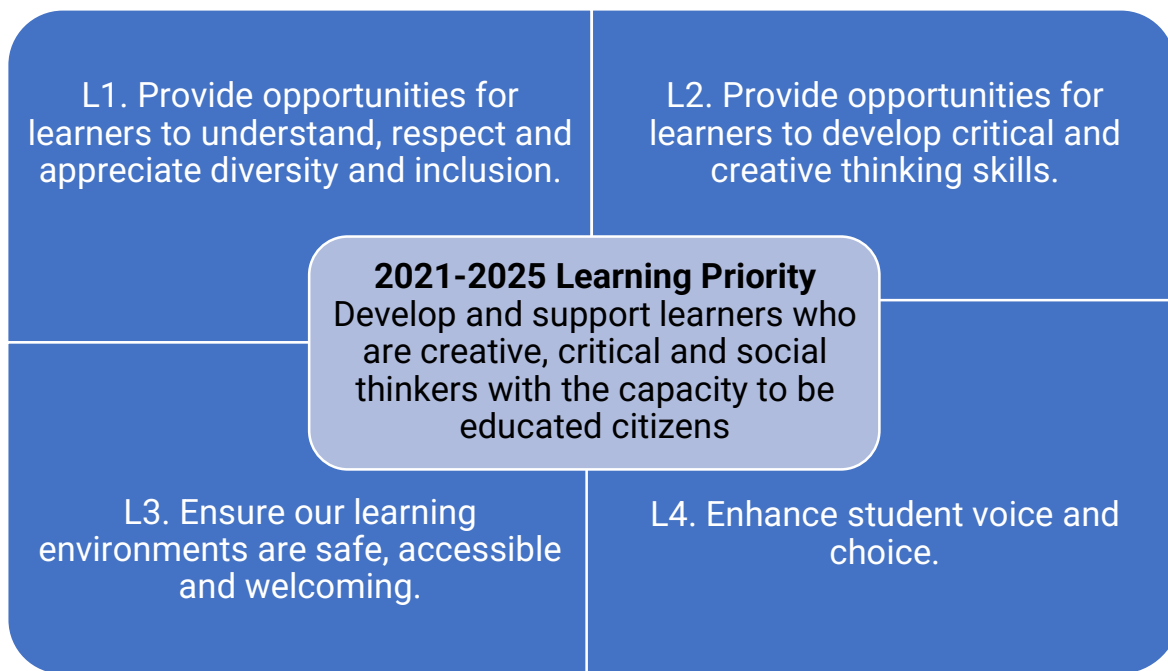 L1. Provide opportunities for
learners to understand, respect and
appreciate diversity and inclusion.
L2. Provide opportunities for
learners to develop critical and
creative thinking skills.
2021-2025 Learning Priority
Develop and support learners who
are creative, critical and social
thinkers with the capacity to be
educated citizens
L3. Ensure our learning
environments are safe, accessible
and welcoming.
L4. Enhance student voice and
choice.